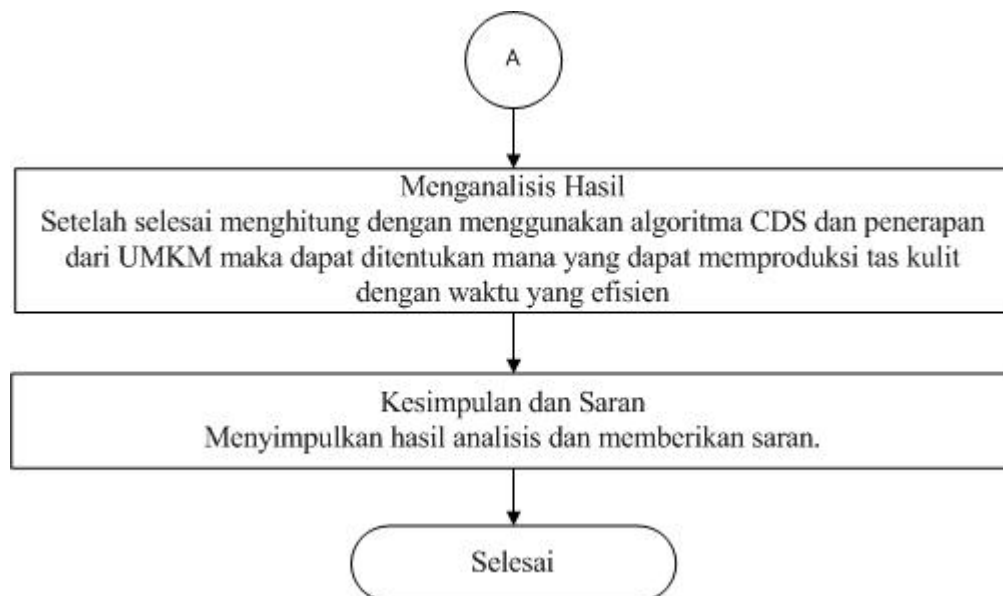 A
Menganalisis Hasil
Setelah selesai menghitung dengan menggunakan algoritma CDS dan penerapan
dari UMKM maka dapat ditentukan mana yang dapat memproduksi tas kulit
dengan waktu yang efisien
Kesimpulan dan Saran
Menyimpulkan hasil analisis dan memberikan saran.
Selesai